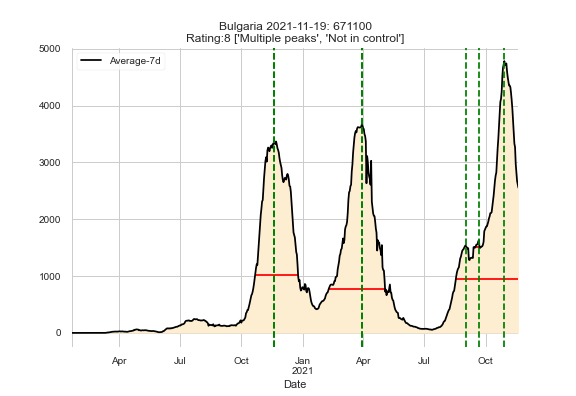 Bulgaria 2021-11-19: 671100
Rating:8 ['Multiple peaks', 'Not in control']
Average-7d
5000
4000
3000
2000
1000
0
Apr Jul Oct Jan Apr Jul Oct
2021
Date